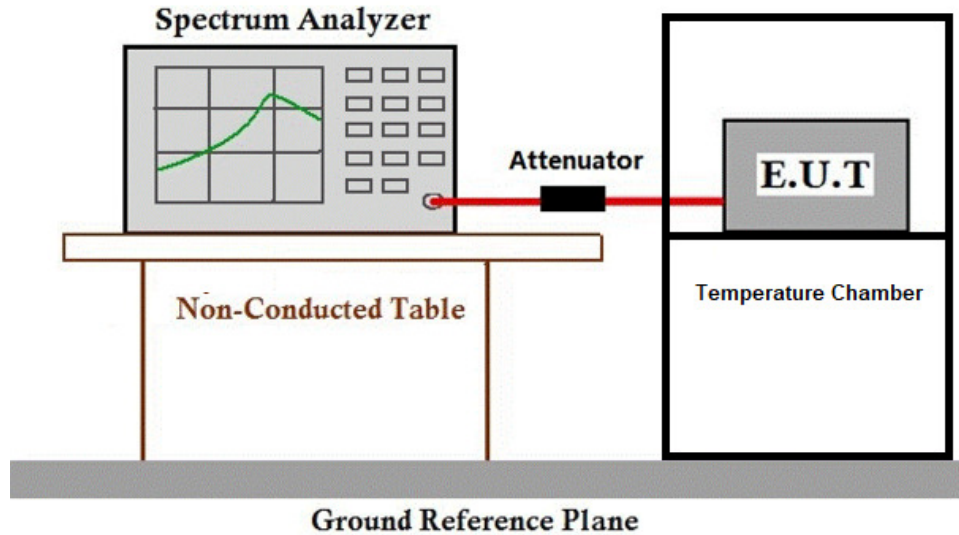 Spectrum Analyzer
Attenuator
E.U.T
Non-Conducted Table
Temperature Chamber
Ground Reference Plane